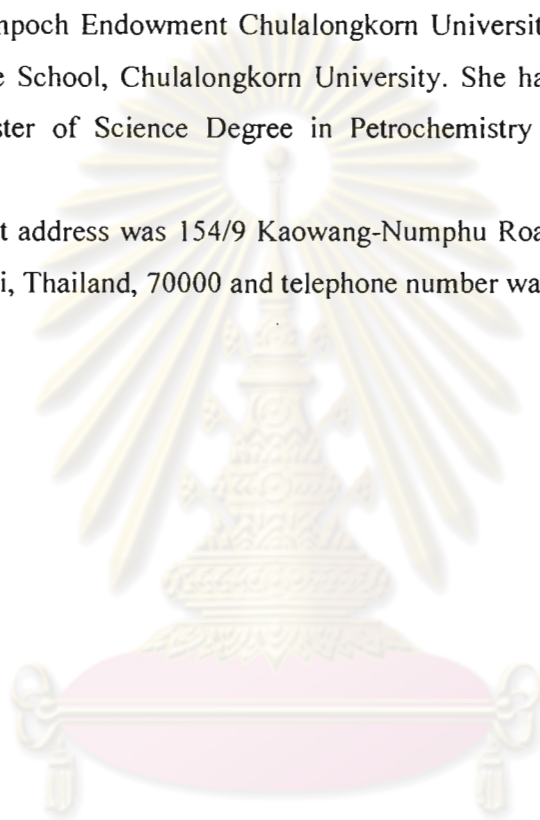 npoch Endowment Chulalongkorn Universit
e School, Chulalongkorn University. She ha
ster of Science Degree in Petrochemistry
t address was 154/9 Kaowang-Numphu Roa
i, Thailand, 70000 and telephone number wa